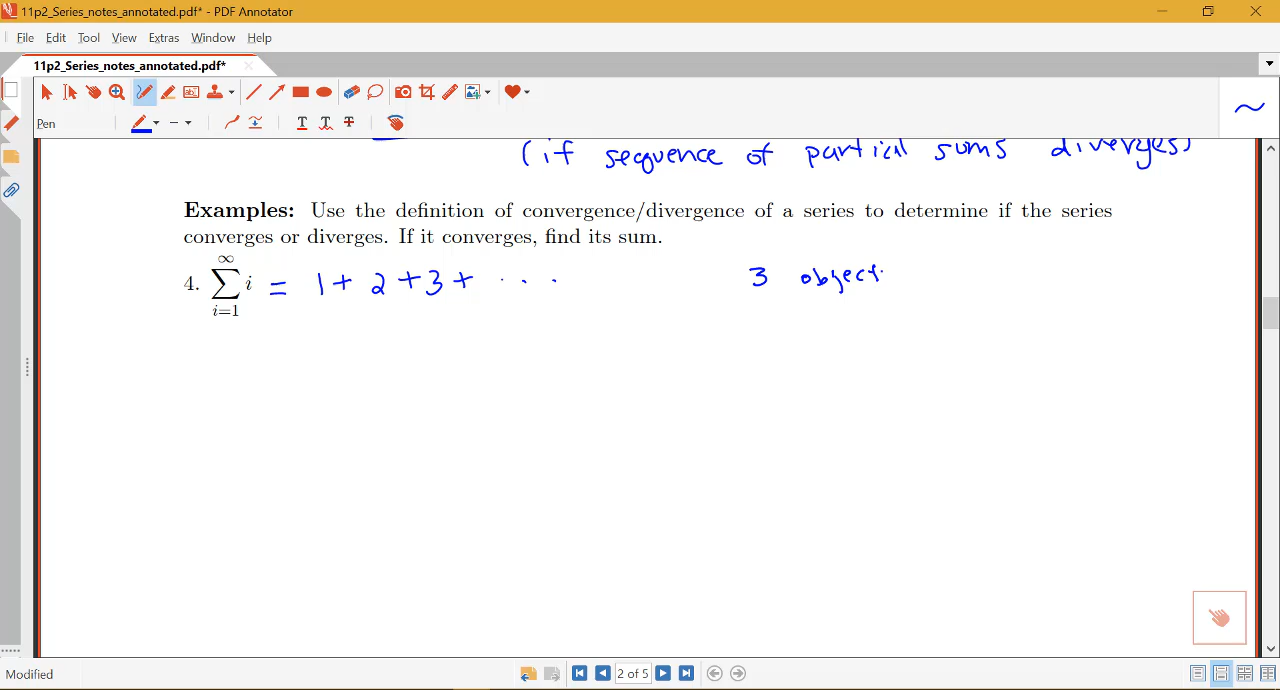 11p2_Series_notes_annotated.pdf* - PDF Annotator
File Edit Tool View Extras Window Help
11p2_Series_notes_annotated.pdf*
Pen
(if sequence of partial sums diverges)
Examples: Use the definition of convergence/divergence of a series to determine if the series
converges or diverges. If it converges, find its sum.
4. ∑_{i=1}^{∞} i = 1 + 2 + 3 + ... 3 object
Modified
2 of 5